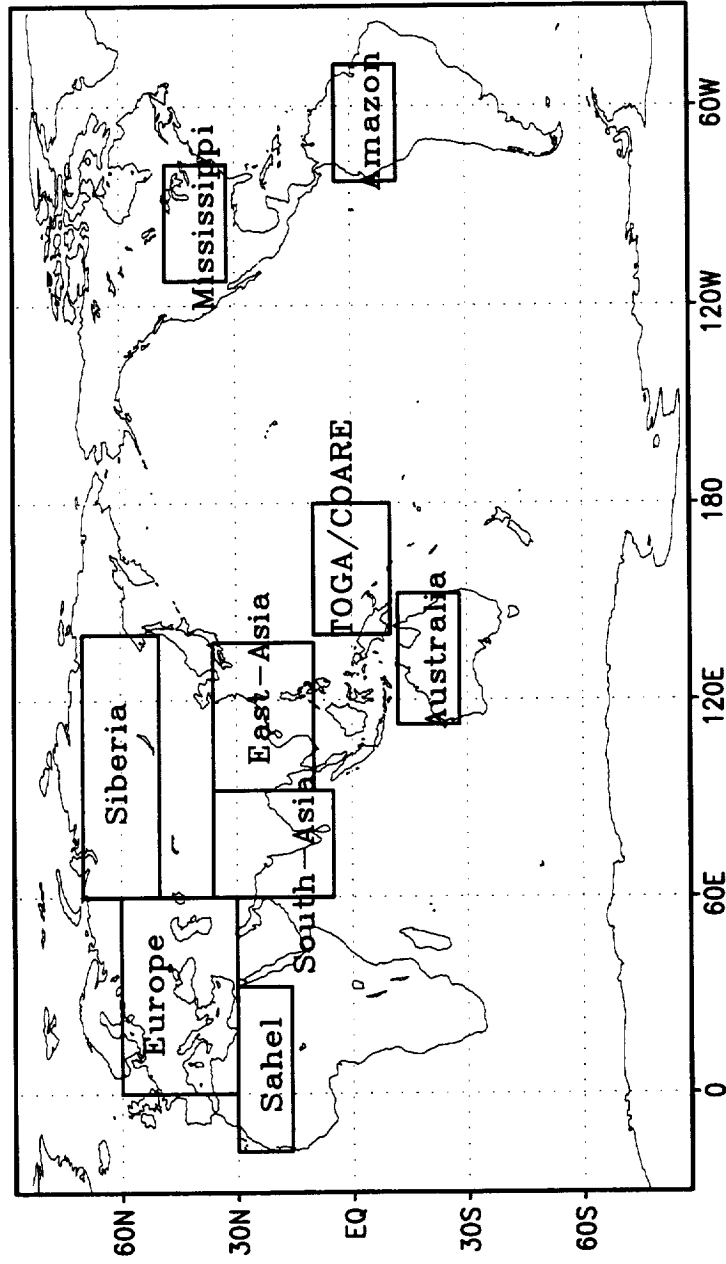 60N
30N
EQ
30S
60S
0
60E
120E
180
120W
60W
Siberia
Europe
Mississippi
East-Asia
South-Asia
Sahel
TOGA/COARE
Amazon
Australia